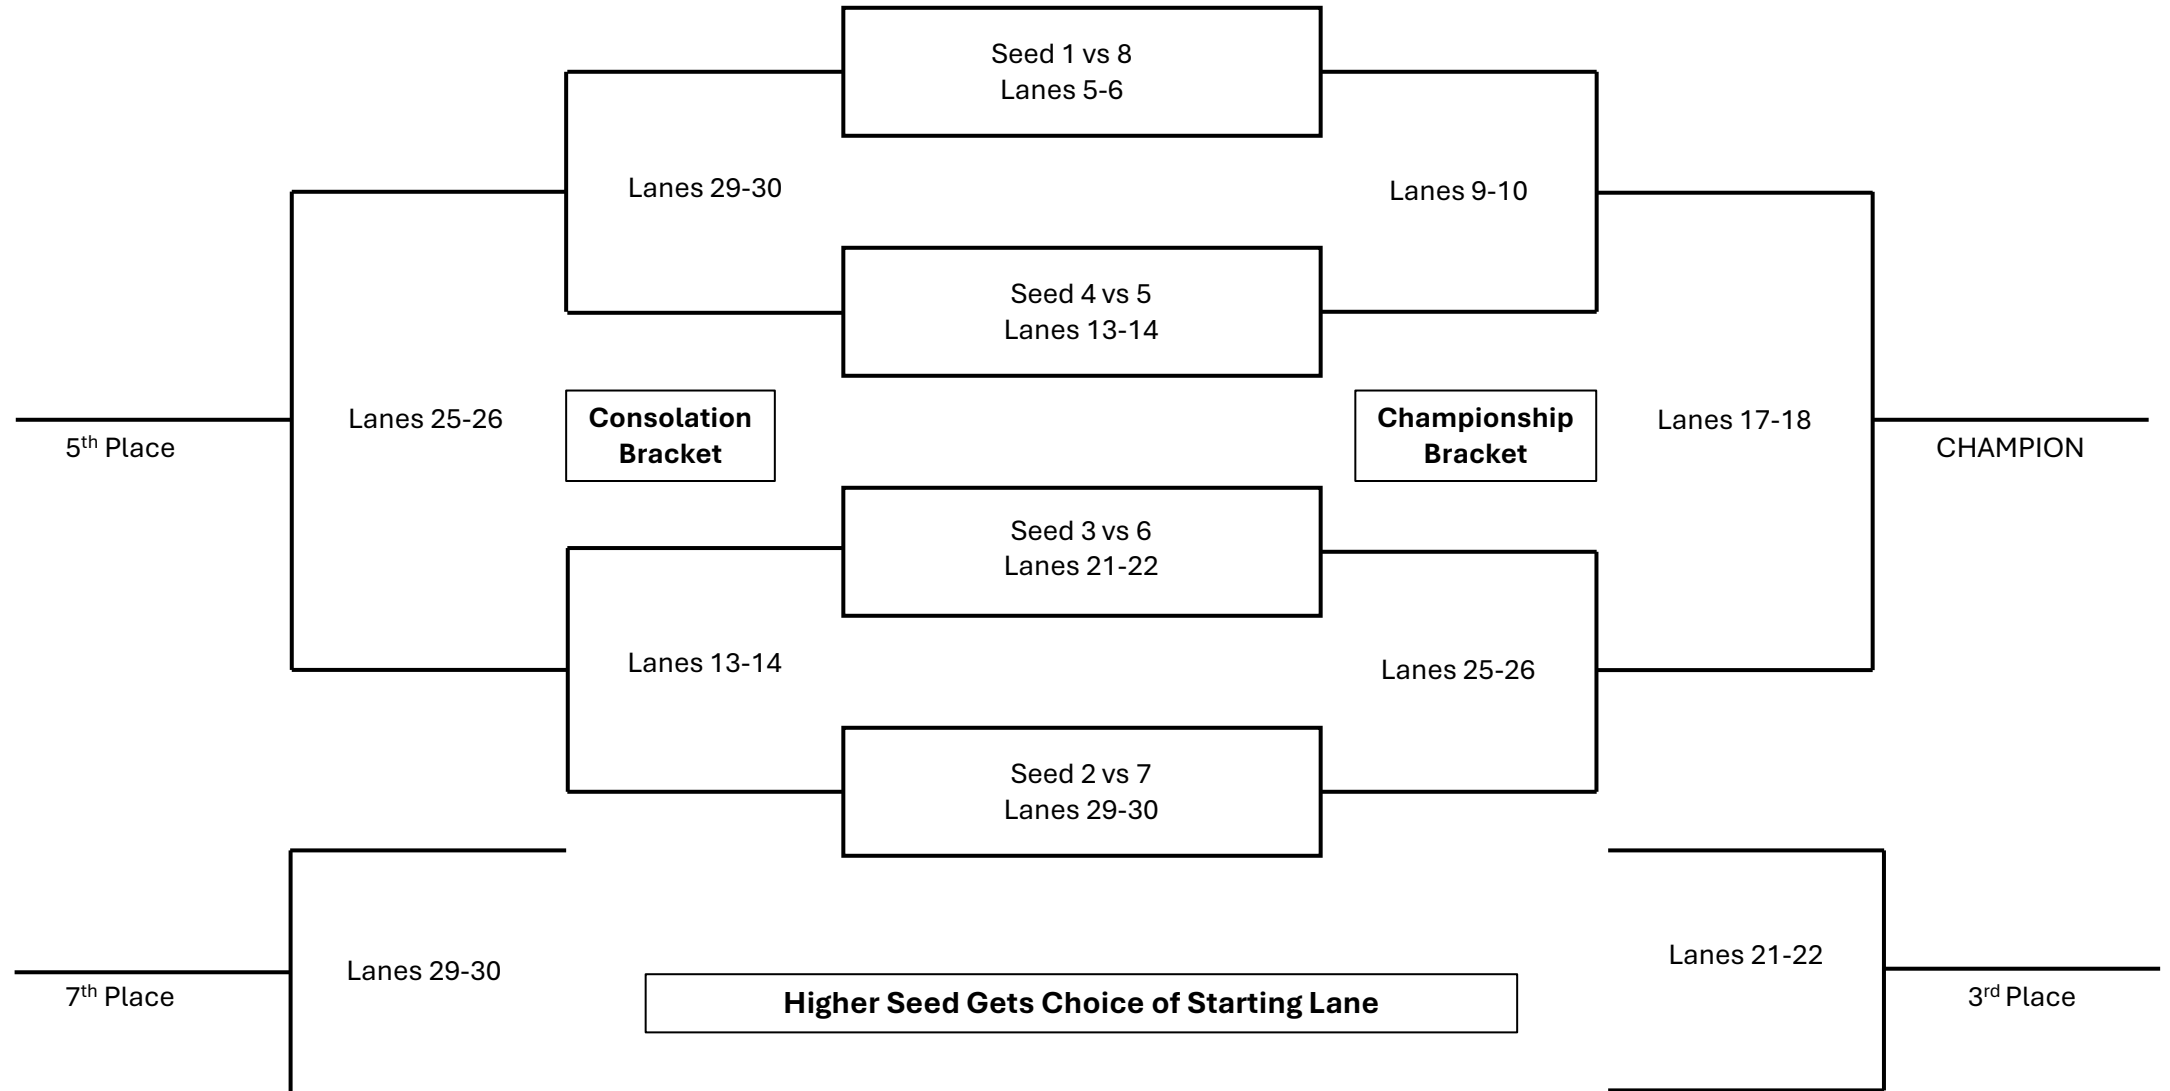 Seed 1 vs 8
Lanes 5-6
Lanes 29-30
Lanes 9-10
Seed 4 vs 5
Lanes 13-14
Lanes 25-26
Consolation
Bracket
Championship
Bracket
Lanes 17-18
5th Place
CHAMPION
Seed 3 vs 6
Lanes 21-22
Lanes 13-14
Lanes 25-26
Seed 2 vs 7
Lanes 29-30
Lanes 29-30
Lanes 21-22
7th Place
Higher Seed Gets Choice of Starting Lane
3rd Place